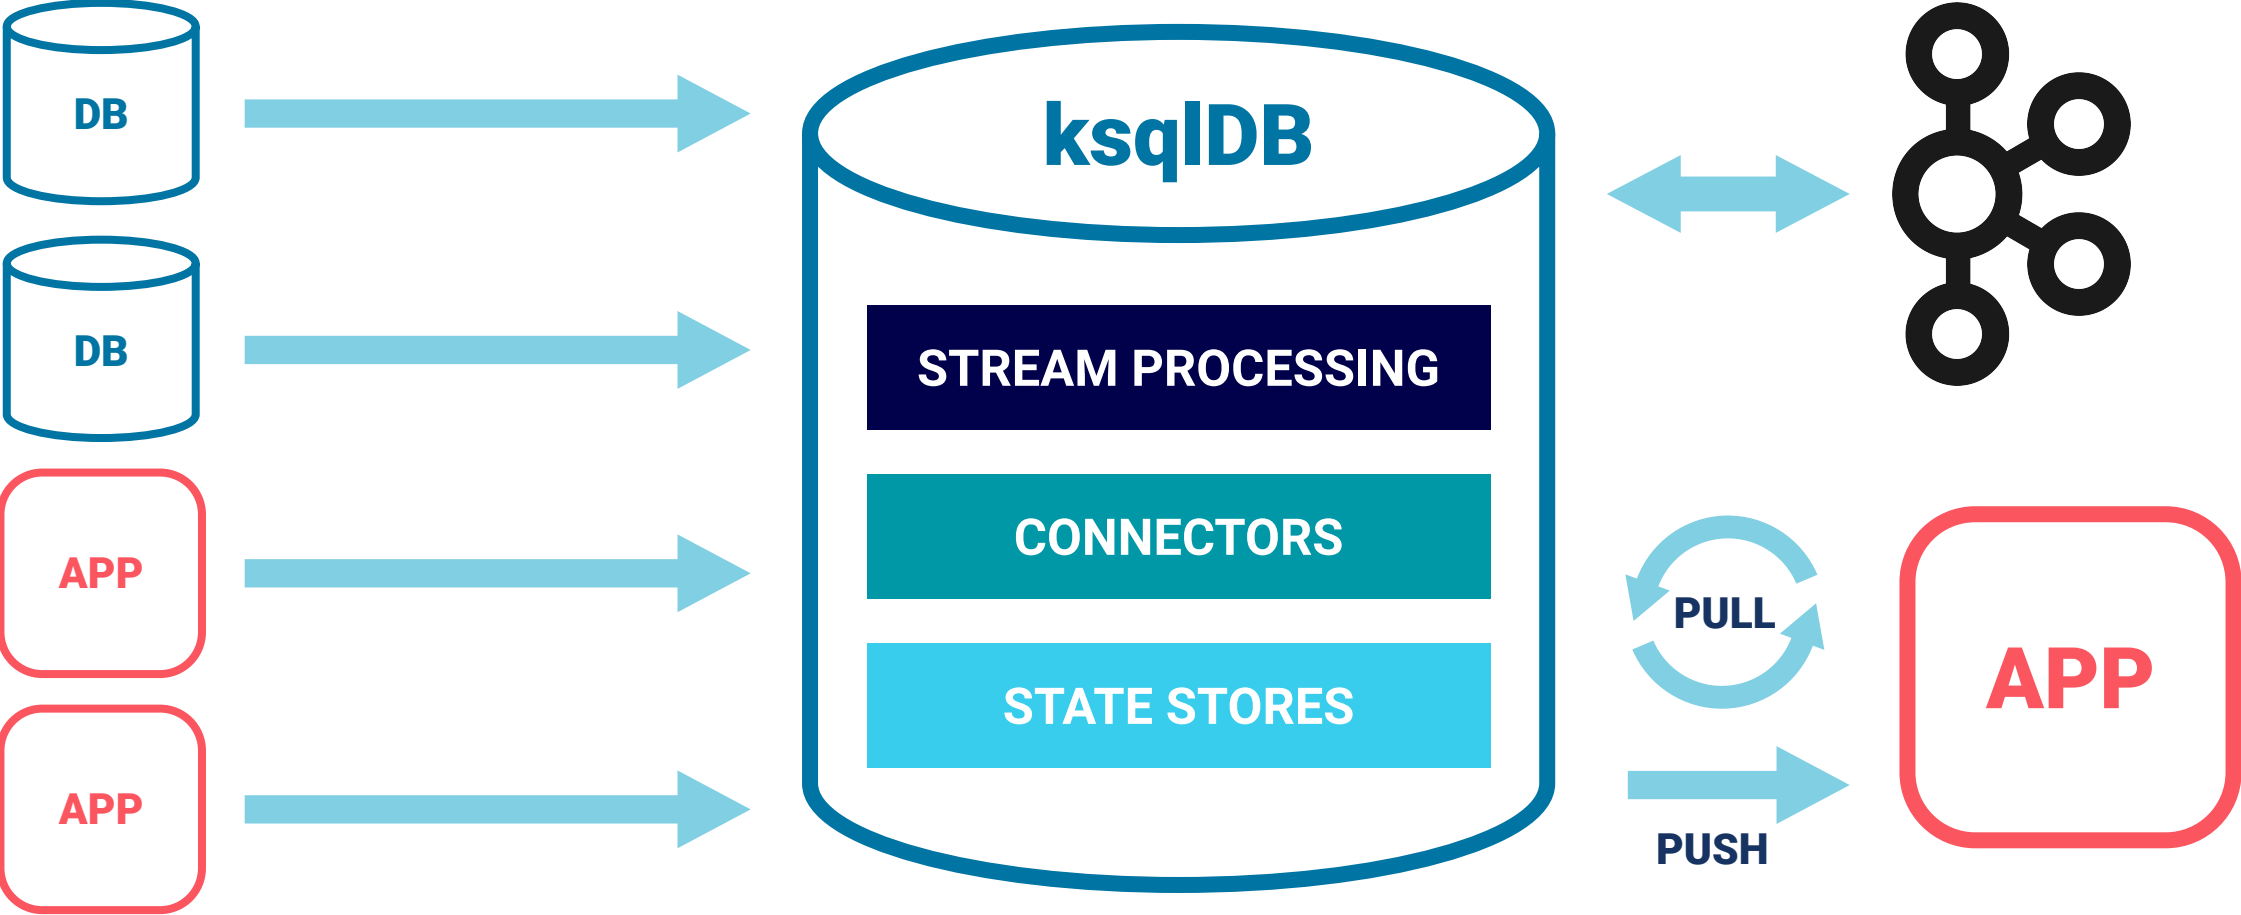 DB
DB
APP
APP
ksqlDB
STREAM PROCESSING
CONNECTORS
STATE STORES
PULL
PUSH
APP